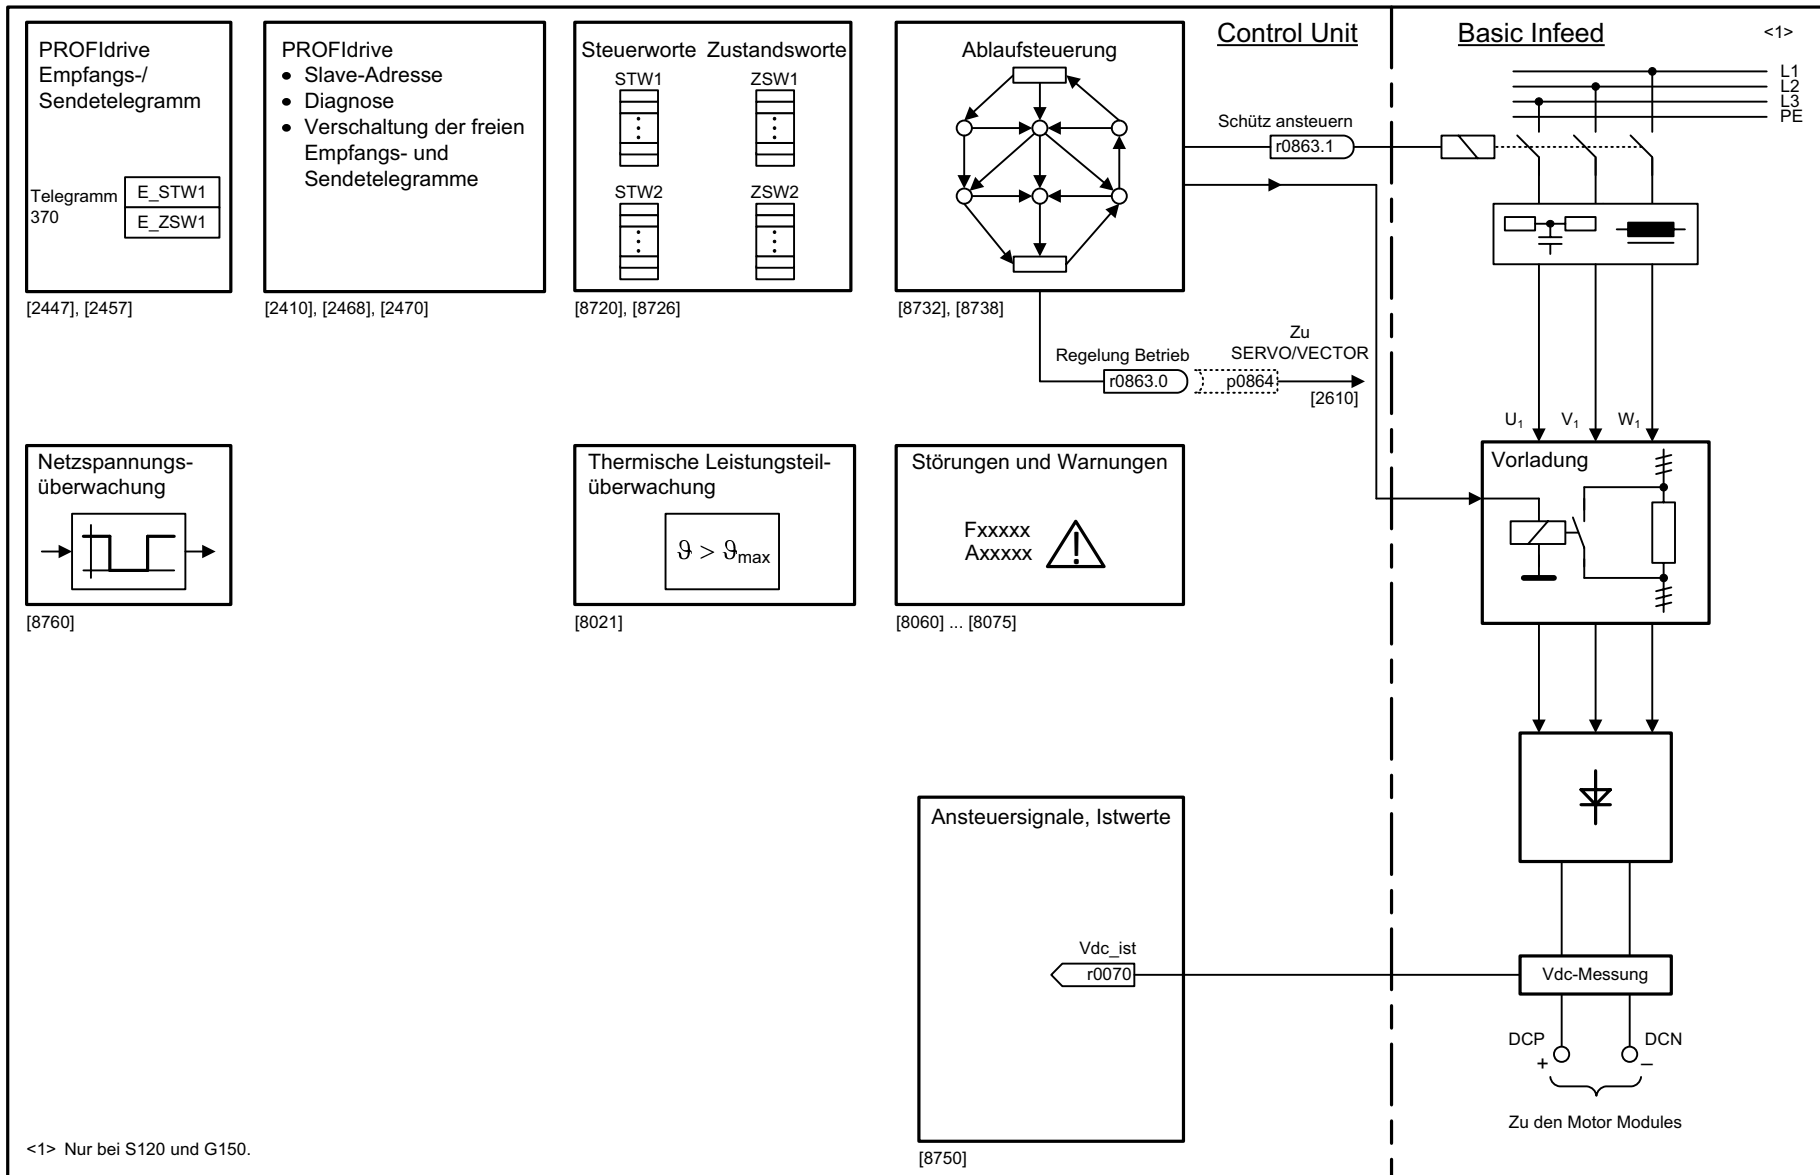 PROFIdrive
Empfangs-/
Sendetelegramm
Telegramm
370
E_STW1
E_ZSW1
[2447], [2457]
PROFIdrive
• Slave-Adresse
• Diagnose
• Verschaltung der freien
Empfangs- und
Sendetelegramme
[2410], [2468], [2470]
Steuerworte Zustandsworte
STW1 ZSW1
STW2 ZSW2
[8720], [8726]
Ablaufsteuerung
[8732], [8738]
Control Unit
Basic Infeed
<1>
L1
L2
L3
PE
Schütz ansteuern
r0863.1
Regelung Betrieb
r0863.0
Zu
SERVO/VECTOR
p0864
[2610]
U₁ V₁ W₁
Netzspannungs-
überwachung
[8760]
Thermische Leistungsteil-
überwachung
ϑ > ϑmax
[8021]
Störungen und Warnungen
Fxxxxx
Axxxxx
!
[8060] ... [8075]
Vorladung
Ansteuersignale, Istwerte
Vdc_ist
r0070
[8750]
Vdc-Messung
DCP DCN
+ –
Zu den Motor Modules
<1> Nur bei S120 und G150.